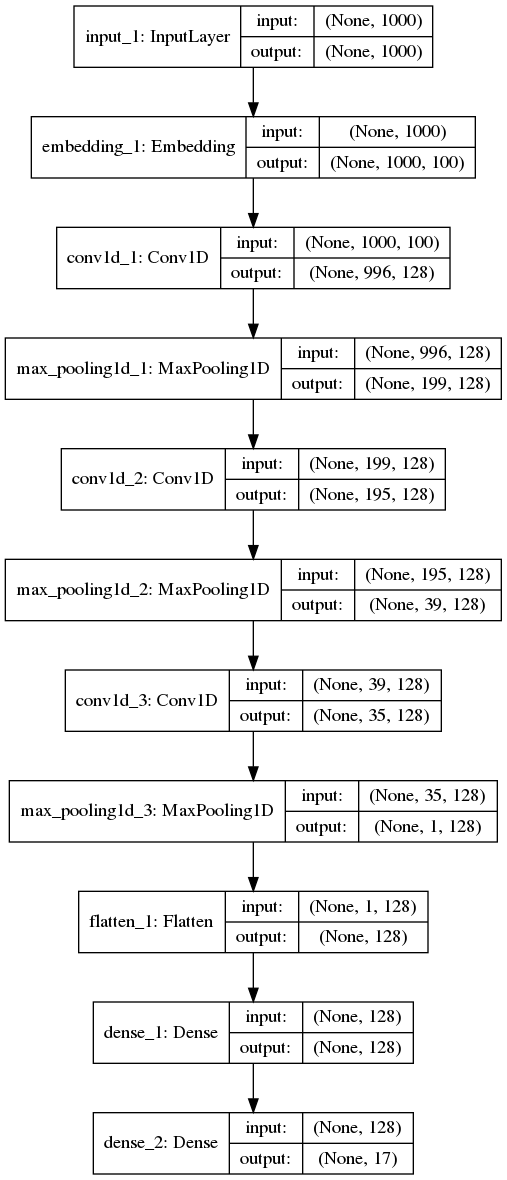 input_1: InputLayer
input:
(None, 1000)
output:
(None, 1000)
embedding_1: Embedding
input:
(None, 1000)
output:
(None, 1000, 100)
conv1d_1: Conv1D
input:
(None, 1000, 100)
output:
(None, 996, 128)
max_pooling1d_1: MaxPooling1D
input:
(None, 996, 128)
output:
(None, 199, 128)
conv1d_2: Conv1D
input:
(None, 199, 128)
output:
(None, 195, 128)
max_pooling1d_2: MaxPooling1D
input:
(None, 195, 128)
output:
(None, 39, 128)
conv1d_3: Conv1D
input:
(None, 39, 128)
output:
(None, 35, 128)
max_pooling1d_3: MaxPooling1D
input:
(None, 35, 128)
output:
(None, 1, 128)
flatten_1: Flatten
input:
(None, 1, 128)
output:
(None, 128)
dense_1: Dense
input:
(None, 128)
output:
(None, 128)
dense_2: Dense
input:
(None, 128)
output:
(None, 17)